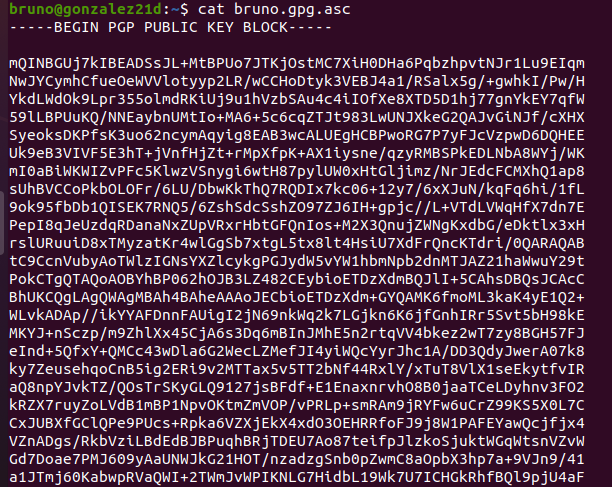 bruno@gonzalez21d:~$ cat bruno.gpg.asc
-----BEGIN PGP PUBLIC KEY BLOCK-----
mQINBGUj7kIBEADSsJL+MtBPUo7JTKjOstMC7XiH0DHa6PqbzhpvtNJr1Lu9EIqm
NwJYCymhCfueOeWVVlotyyp2LR/wCCHoDtyk3VEBJ4a1/RSalx5g/+gwhkI/Pw/H
YkdLWdOk9Lpr355olmdRKiUj9u1hVzbSAu4c4iIOfXe8XTD5D1hj77gnYkEY7qfW
59lLBPUuKQ/NNEaybnUMtIo+MA6+5c6cqZTJt983LwUNJXkeG2QAJvGiNJf/cXHX
SyeoksDKPfsK3uo62ncymAqyig8EAB3wcALUEgHCBPwoRG7P7yFJcVzpwD6DQHEE
Uk9eB3VIVF5E3hT+jVnfHjZt+rMpXfpK+AX1iysne/qzyRMBSPkEDLNbA8WYj/WK
mI0aBiWKWIZvPFc5KlwzVSnygi6wtH87pylUW0xHtGljimz/NrJEdcFCMXhQ1ap8
sUhBVCCoPkbOLOFr/6LU/DbwKkThQ7RQDIx7kc06+12y7/6xXJuN/kqFq6hi/1fL
9ok95fbDb1QISEK7RNQ5/6ZshSdcSshZO97ZJ6IH+gpjc//L+VTdLVWqHfX7dn7E
PepI8qJeUzdqRDanaNxZUpVRxrHbtGFQnIos+M2X3QnujZWNgKxdbG/eDktlx3xH
rslURuuiD8xTMyzatKr4wlGgSb7xtgL5tx8lt4HsiU7XdFrQncKTdri/0QARAQAB
tC9CcnVubyAoTWlzIGNsYXZlcykgPGJydW5vYW1hbmNpb2dnMTJAZ21haWwuY29t
PokCTgQTAQoAOBYhBP062hOJB3LZ482CEybioETDzXdmBQJlI+5CAhsDBQsJCAcC
BhUKCQgLAgQWAgMBAh4BAheAAAoJECbioETDzXdm+GYQAMK6fmoML3kaK4yE1Q2+
WLvkADAp//ikYYAFDnnFAUigI2jN69nkWq2k7LGjkn6K6jfGnhIRr5Svt5bH98kE
MKYJ+nSczp/m9ZhlXx45CjA6s3Dq6mBInJMhE5n2rtqVV4bkez2wT7zy8BGH57FJ
eInd+5QfxY+QMCc43wDla6G2WecLZMefJI4yiWQcYyrJhc1A/DD3QdyJwerA07k8
ky7ZeusehqoCnB5ig2ERi9v2MTTax5v5TT2bNf44RxlY/xTuT8VlX1seEkytfvIR
aQ8npYJvkTZ/QOsTrSKyGLQ9127jsBFdf+E1EnaxnrvhO8B0jaaTCeLDyhnv3FO2
kRZX7ruyZoLVdB1mBP1NpvOKtmZmVOP/vPRLp+smRAm9jRYFw6uCrZ99KS5X0L7C
CxJUBXfGClQPe9PUcs+Rpka6VZXjEkX4xdO3OEHRRfoFJ9j8W1PAFEYawQcjfjx4
VZnADgs/RkbVziLBdEdBJBPuqhBRjTDEU7Ao87teifpJlzkoSjuktWGqWtsnVZvW
Gd7Doae7PMJ609yAaUNWJkG21HOT/nzadzgSnb0pZwmC8aOpbX3hp7a+9VJn9/41
a1JTmj60KabwpRVaQWI+2TWmJvWPIKNLG7HidbL19Wk7U7ICHGkRhfBQl9pjU4aF